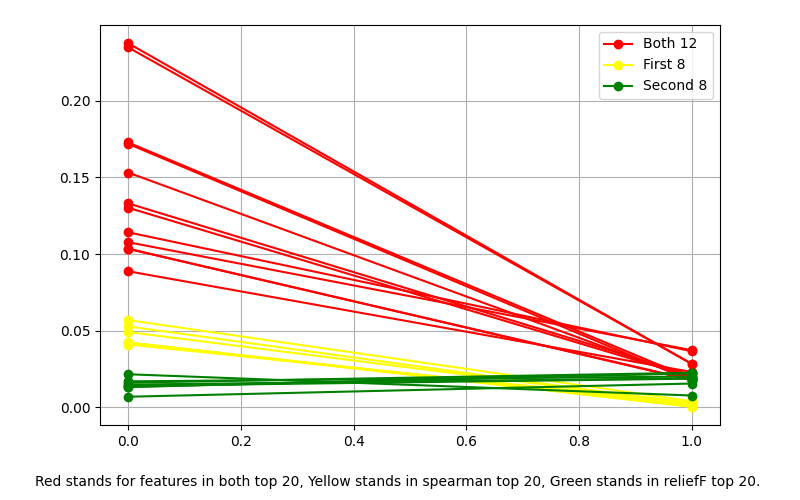 Both 12
First 8
Second 8
0.20
0.15
0.10
0.05
0.00
0.0 0.2 0.4 0.6 0.8 1.0
Red stands for features in both top 20, Yellow stands in spearman top 20, Green stands in reliefF top 20.